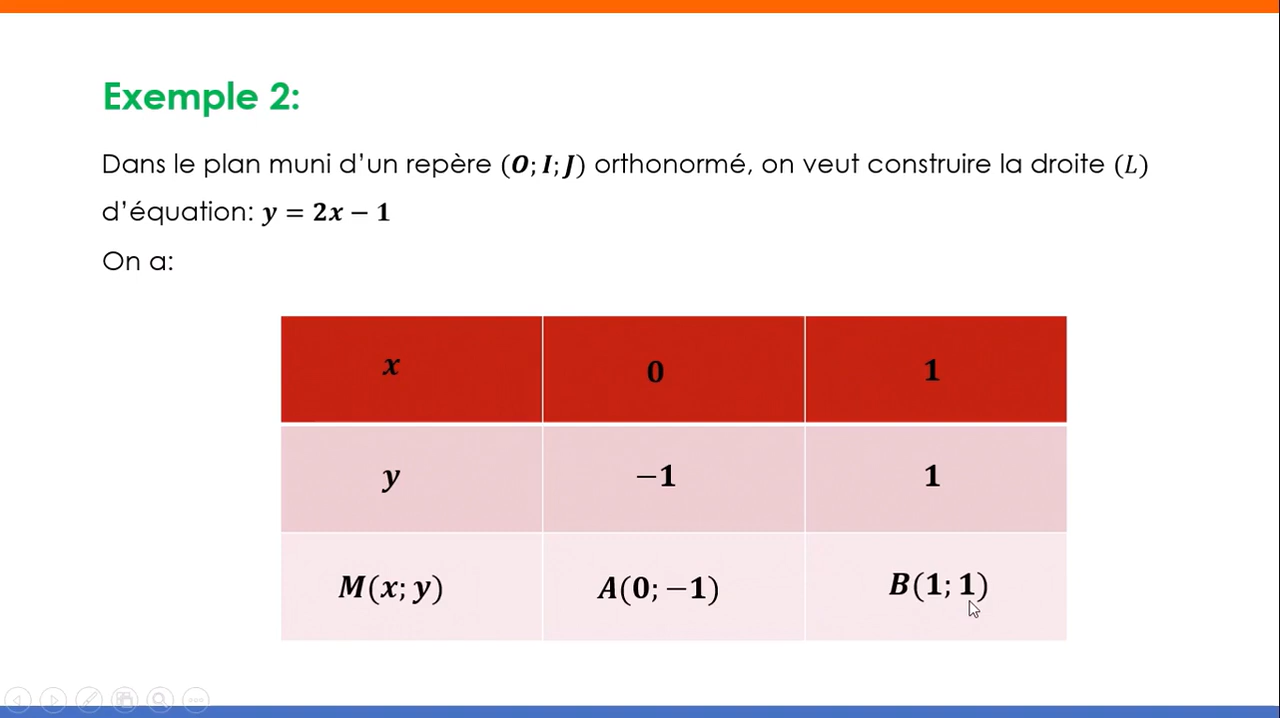 Exemple 2:
Dans le plan muni d’un repère (O; I; J) orthonormé, on veut construire la droite (L)
d’équation: y = 2x − 1
On a:
x 0 1
y −1 1
M(x; y) A(0; −1) B(1; 1)